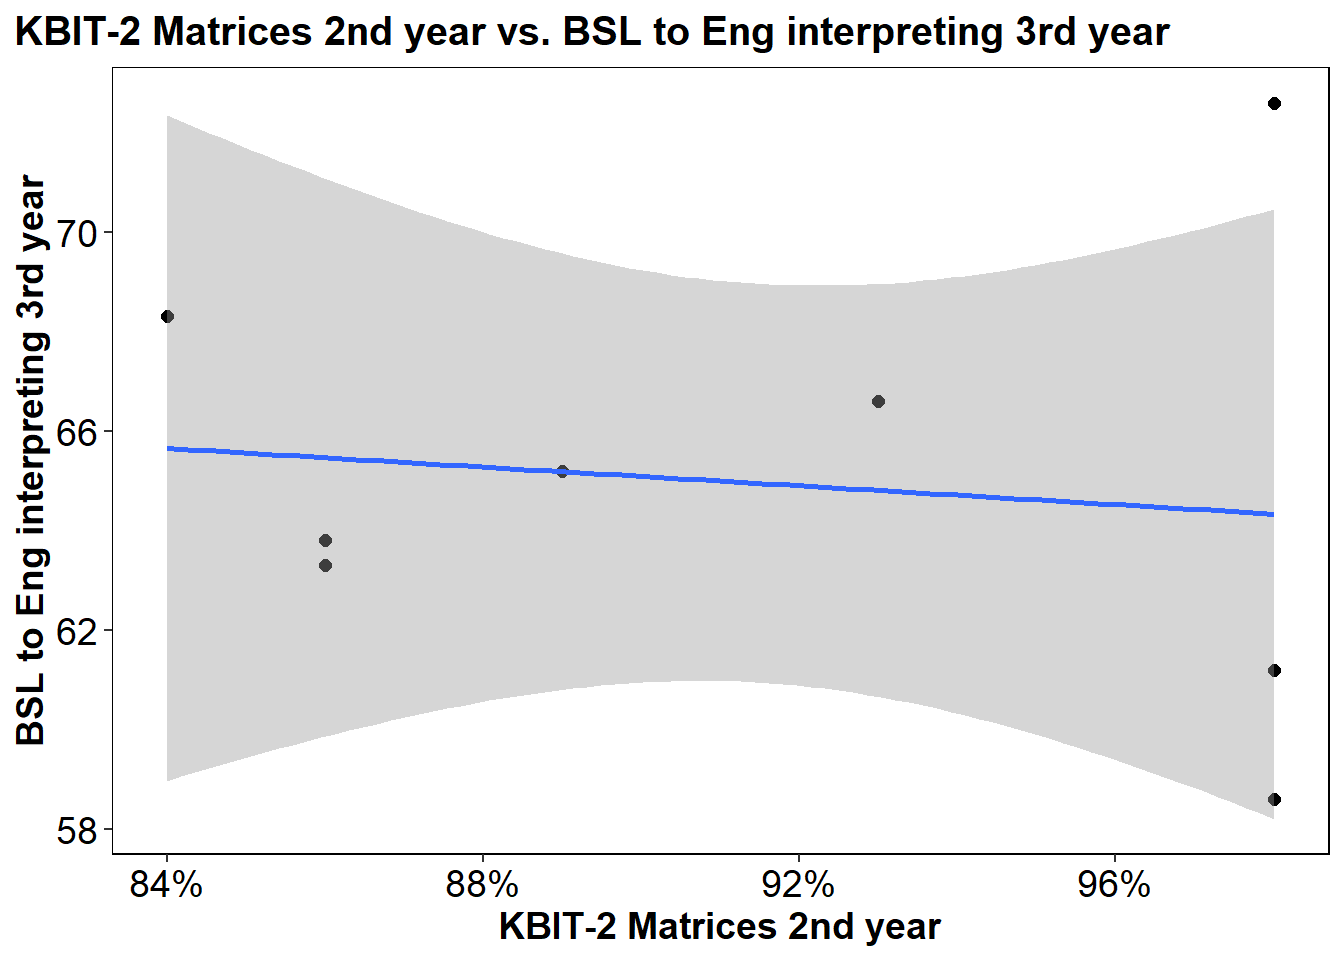 KBIT-2 Matrices 2nd year vs. BSL to Eng interpreting 3rd year
BSL to Eng interpreting 3rd year
70
66
62
58
84%
88%
92%
96%
KBIT-2 Matrices 2nd year